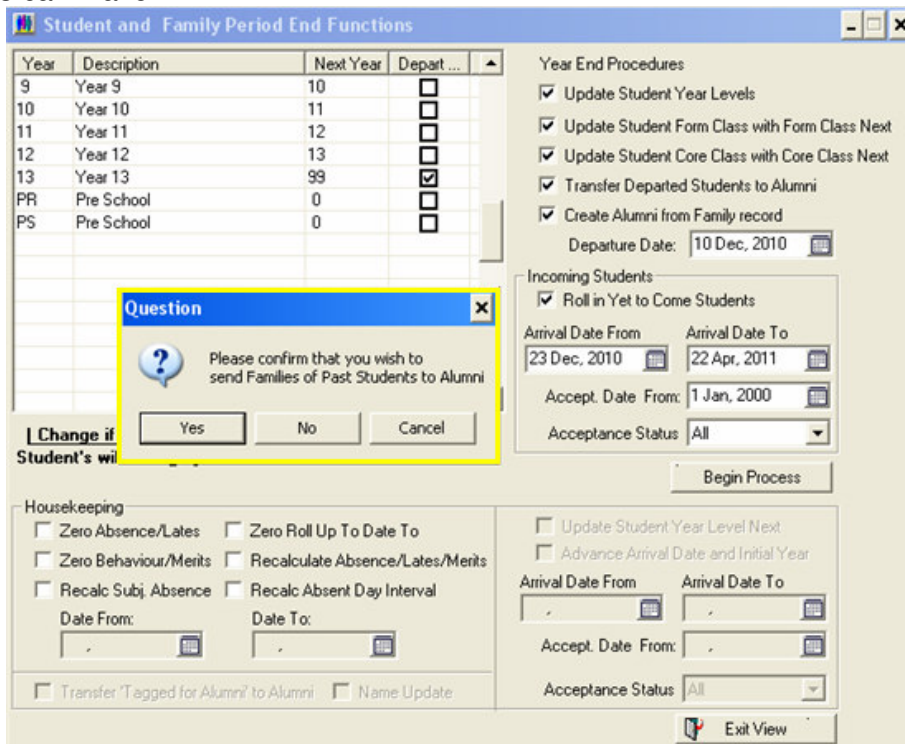 Student and Family Period End Functions
Year Description Next Year Depart ...
9 Year 9 10
10 Year 10 11
11 Year 11 12
12 Year 12 13
13 Year 13 99
PR Pre School 0
PS Pre School 0
Year End Procedures
Update Student Year Levels
Update Student Form Class with Form Class Next
Update Student Core Class with Core Class Next
Transfer Departed Students to Alumni
Create Alumni from Family record
Departure Date: 10 Dec, 2010
Incoming Students
Roll in Yet to Come Students
Arrival Date From Arrival Date To
23 Dec, 2010 22 Apr, 2011
Accept. Date From: 1 Jan, 2000
Acceptance Status All
Begin Process
Question
Please confirm that you wish to
send Families of Past Students to Alumni
Yes No Cancel
Change if
Student's
Housekeeping
Zero Absence/Lates Zero Roll Up To Date To
Zero Behaviour/Merits Recalculate Absence/Lates/Merits
Recalc Subj. Absence Recalc Absent Day Interval
Date From: Date To:
, ,
Transfer 'Tagged for Alumni' to Alumni Name Update
Update Student Year Level Next
Advance Arrival Date and Initial Year
Arrival Date From Arrival Date To
, ,
Accept. Date From: ,
Acceptance Status All
Exit View